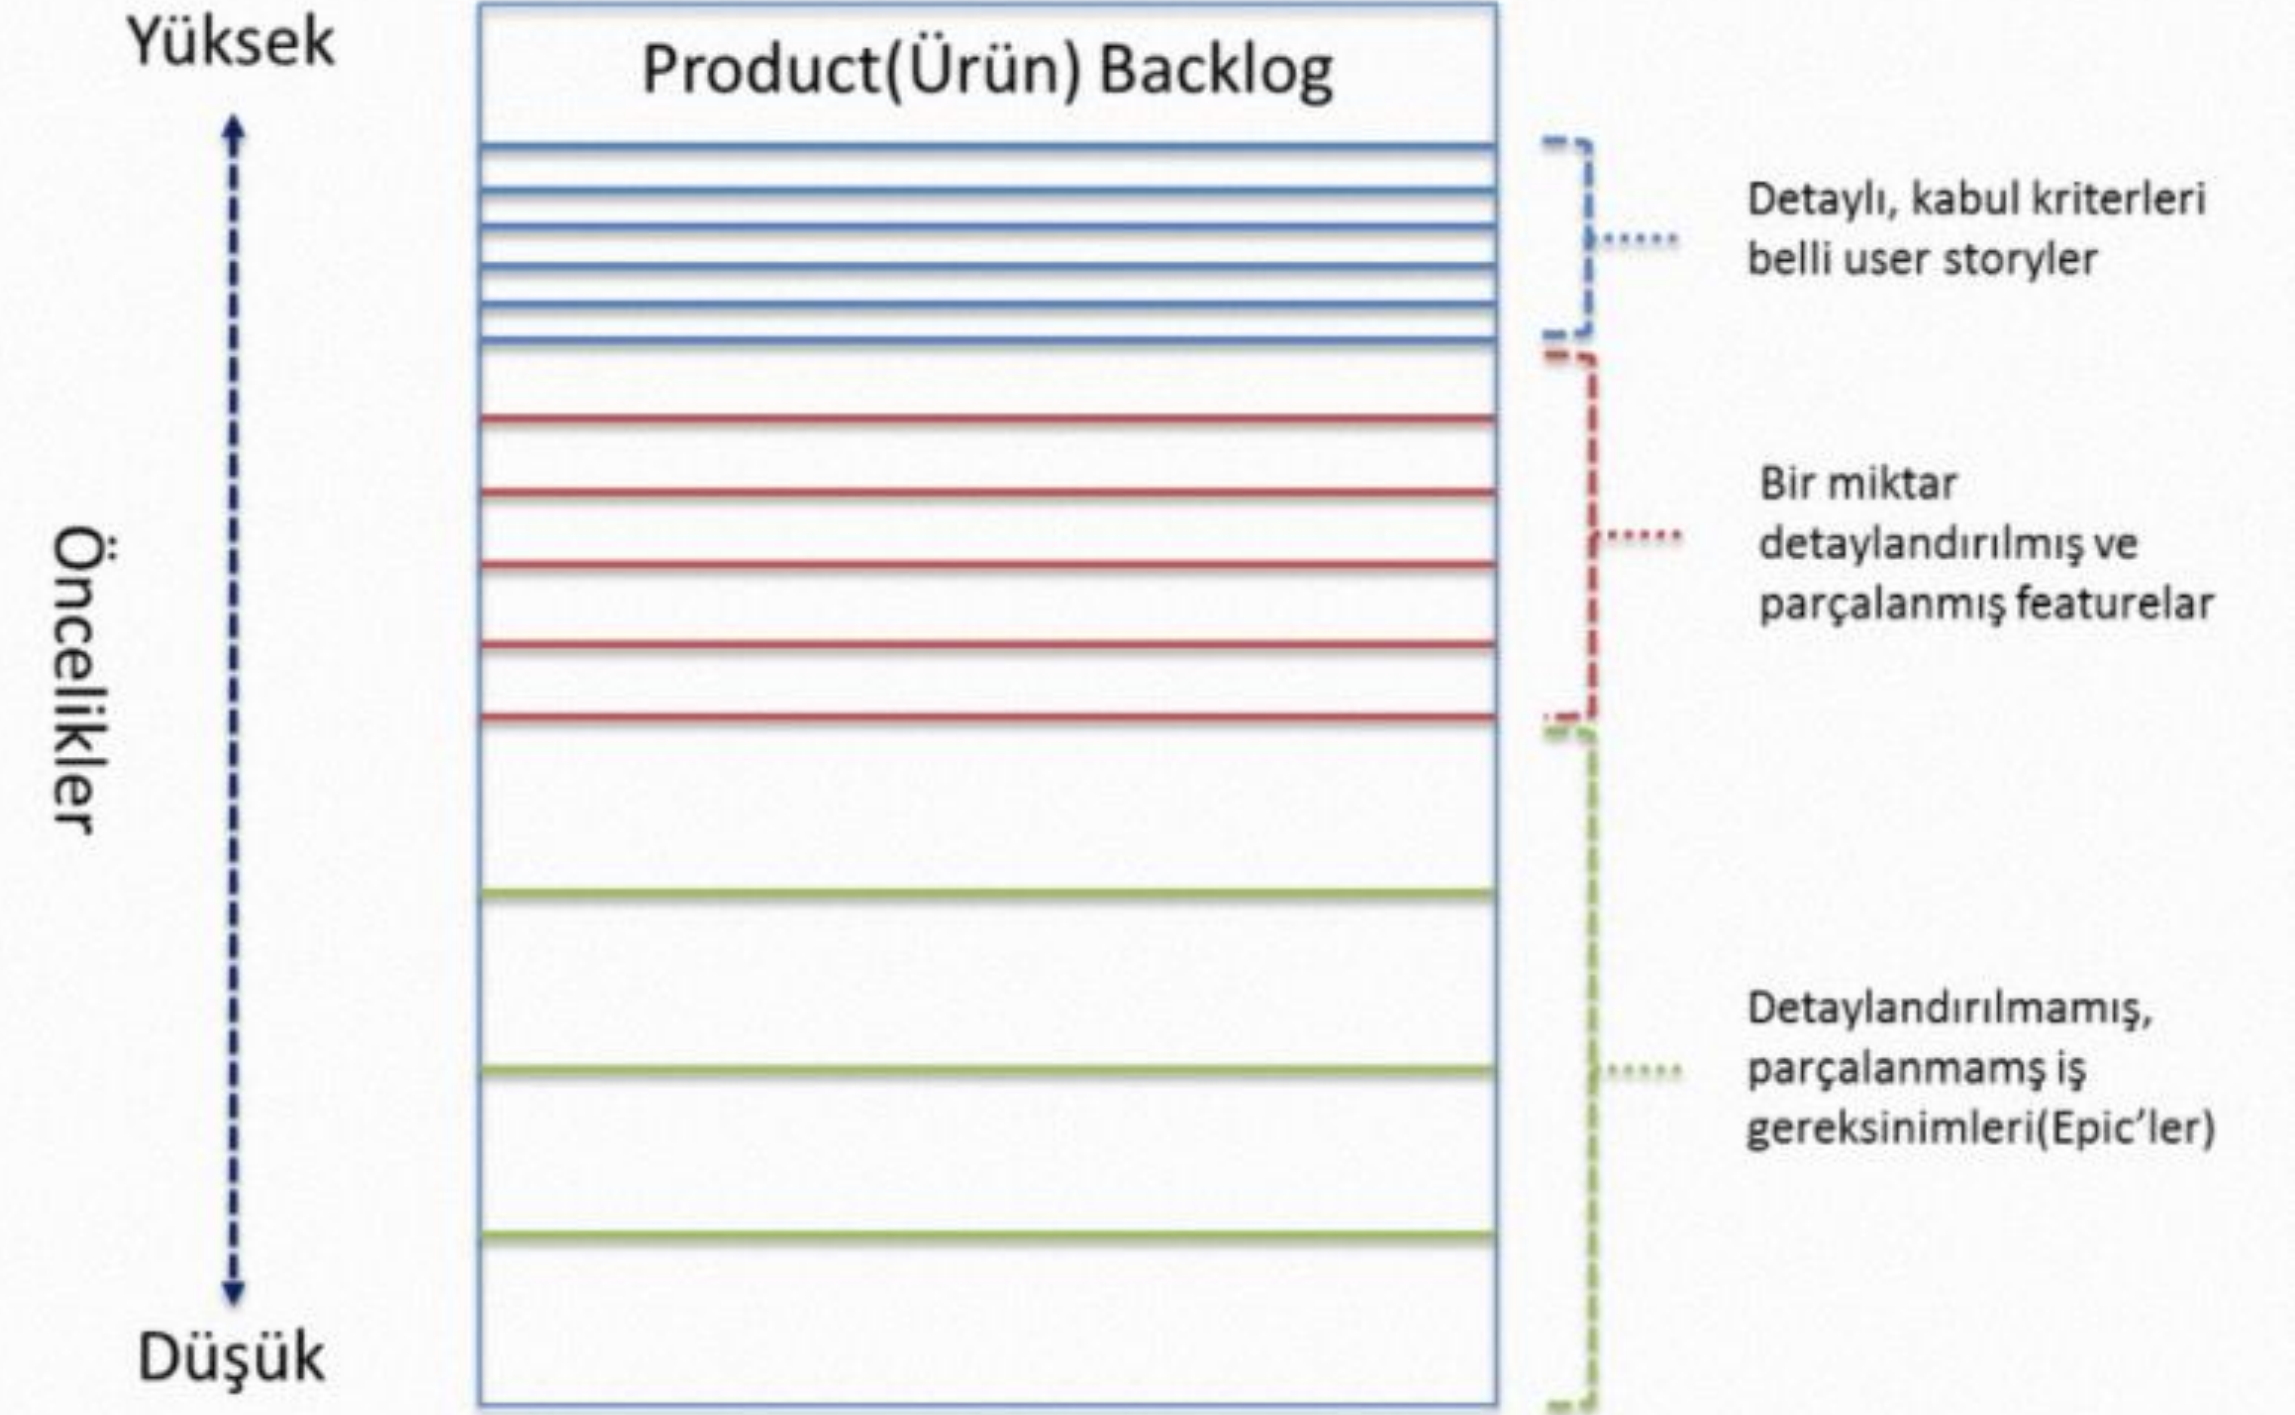 Yüksek
Product(Ürün) Backlog
Detaylı, kabul kriterleri
belli user storyler
Öncelikler
Bir miktar
detaylandırılmış ve
parçalanmış featurelar
Detaylandırılmamış,
parçalanmamş iş
gereksinimleri(Epic’ler)
Düşük